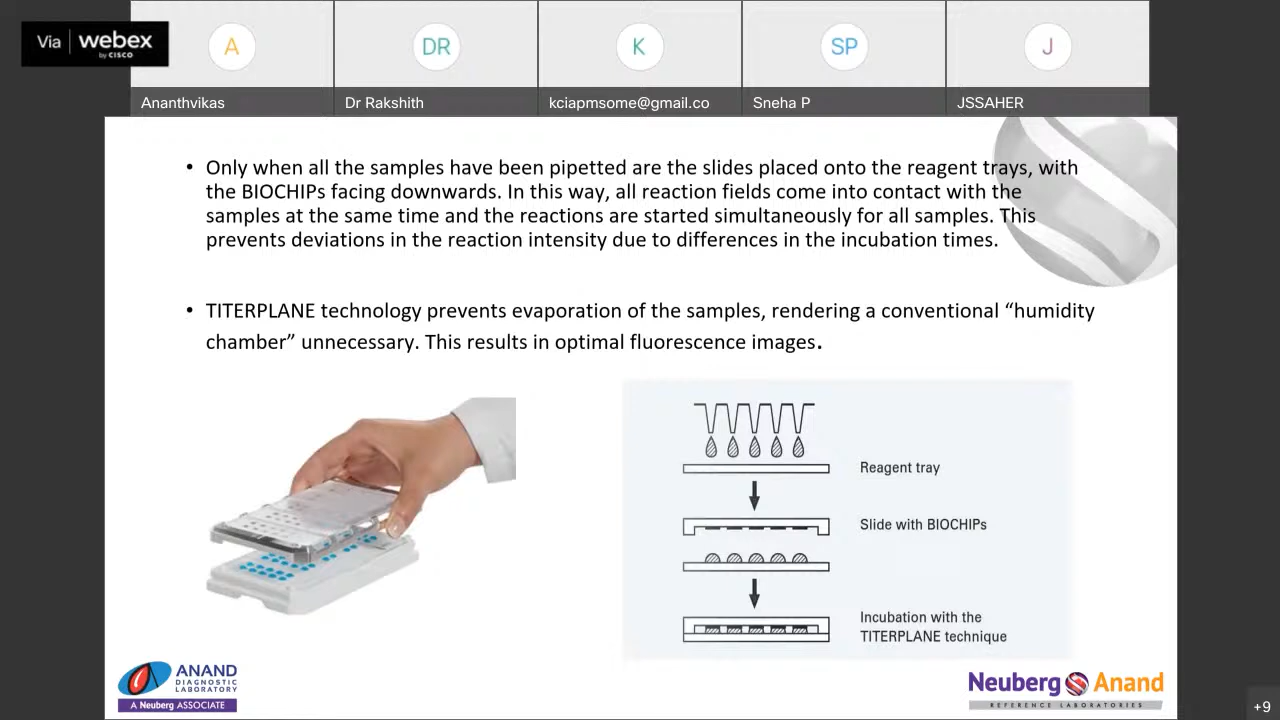 Via webex
by CISCO
A
DR
K
SP
J
Ananthvikas
Dr Rakshith
kciapmsome@gmail.co
Sneha P
JSSAHER
• Only when all the samples have been pipetted are the slides placed onto the reagent trays, with
the BIOCHIPs facing downwards. In this way, all reaction fields come into contact with the
samples at the same time and the reactions are started simultaneously for all samples. This
prevents deviations in the reaction intensity due to differences in the incubation times.
• TITERPLANE technology prevents evaporation of the samples, rendering a conventional “humidity
chamber” unnecessary. This results in optimal fluorescence images.
Reagent tray
Slide with BIOCHIPs
Incubation with the
TITERPLANE technique
ANAND
DIAGNOSTIC
LABORATORY
A Neuberg ASSOCIATE
Neuberg Anand
REFERENCE LABORATORIES
+9